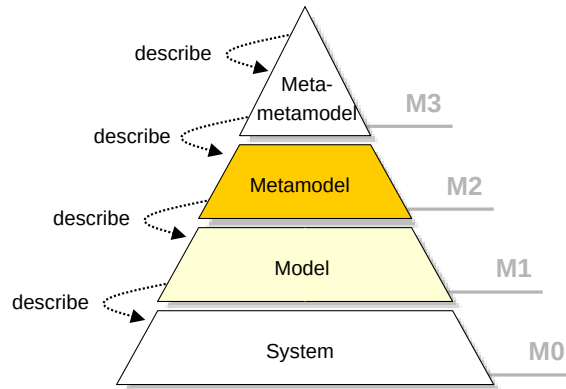 describe
Meta-
metamodel
M3
describe
Metamodel
M2
describe
Model
M1
describe
System
M0